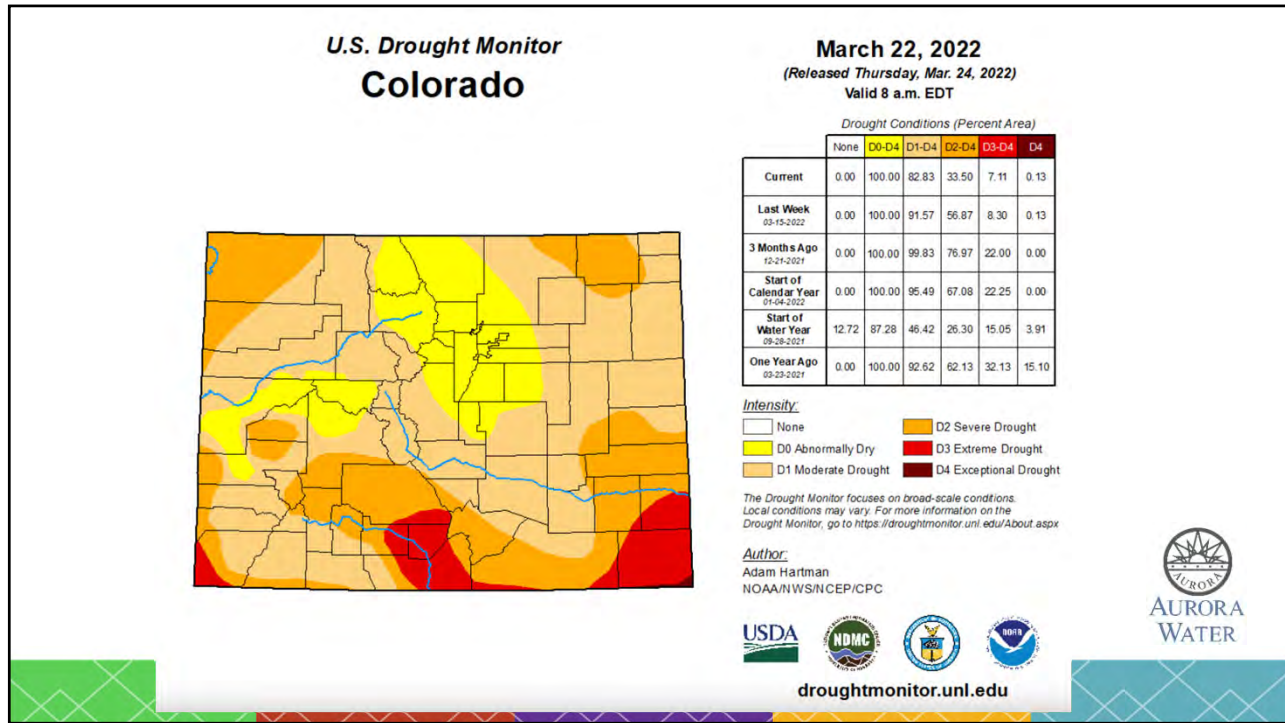 U.S. Drought Monitor
Colorado
March 22, 2022
(Released Thursday, Mar. 24, 2022)
Valid 8 a.m. EDT
Drought Conditions (Percent Area)
None D0-D4 D1-D4 D2-D4 D3-D4 D4
Current 0.00 100.00 82.83 33.50 7.11 0.13
Last Week
03-15-2022
0.00 100.00 91.57 56.87 8.30 0.13
3 Months Ago
12-21-2021
0.00 100.00 99.83 76.97 22.00 0.00
Start of
Calendar Year
01-04-2022
0.00 100.00 95.49 67.08 22.25 0.00
Start of
Water Year
09-28-2021
12.72 87.28 46.42 26.30 15.05 3.91
One Year Ago
03-23-2021
0.00 100.00 92.62 62.13 32.13 15.10
Intensity:
None
D0 Abnormally Dry
D1 Moderate Drought
D2 Severe Drought
D3 Extreme Drought
D4 Exceptional Drought
The Drought Monitor focuses on broad-scale conditions.
Local conditions may vary. For more information on the
Drought Monitor, go to https://droughtmonitor.unl.edu/About.aspx
Author:
Adam Hartman
NOAA/NWS/NCEP/CPC
USDA
NDMC
NOAA
droughtmonitor.unl.edu
AURORA
AURORA
WATER